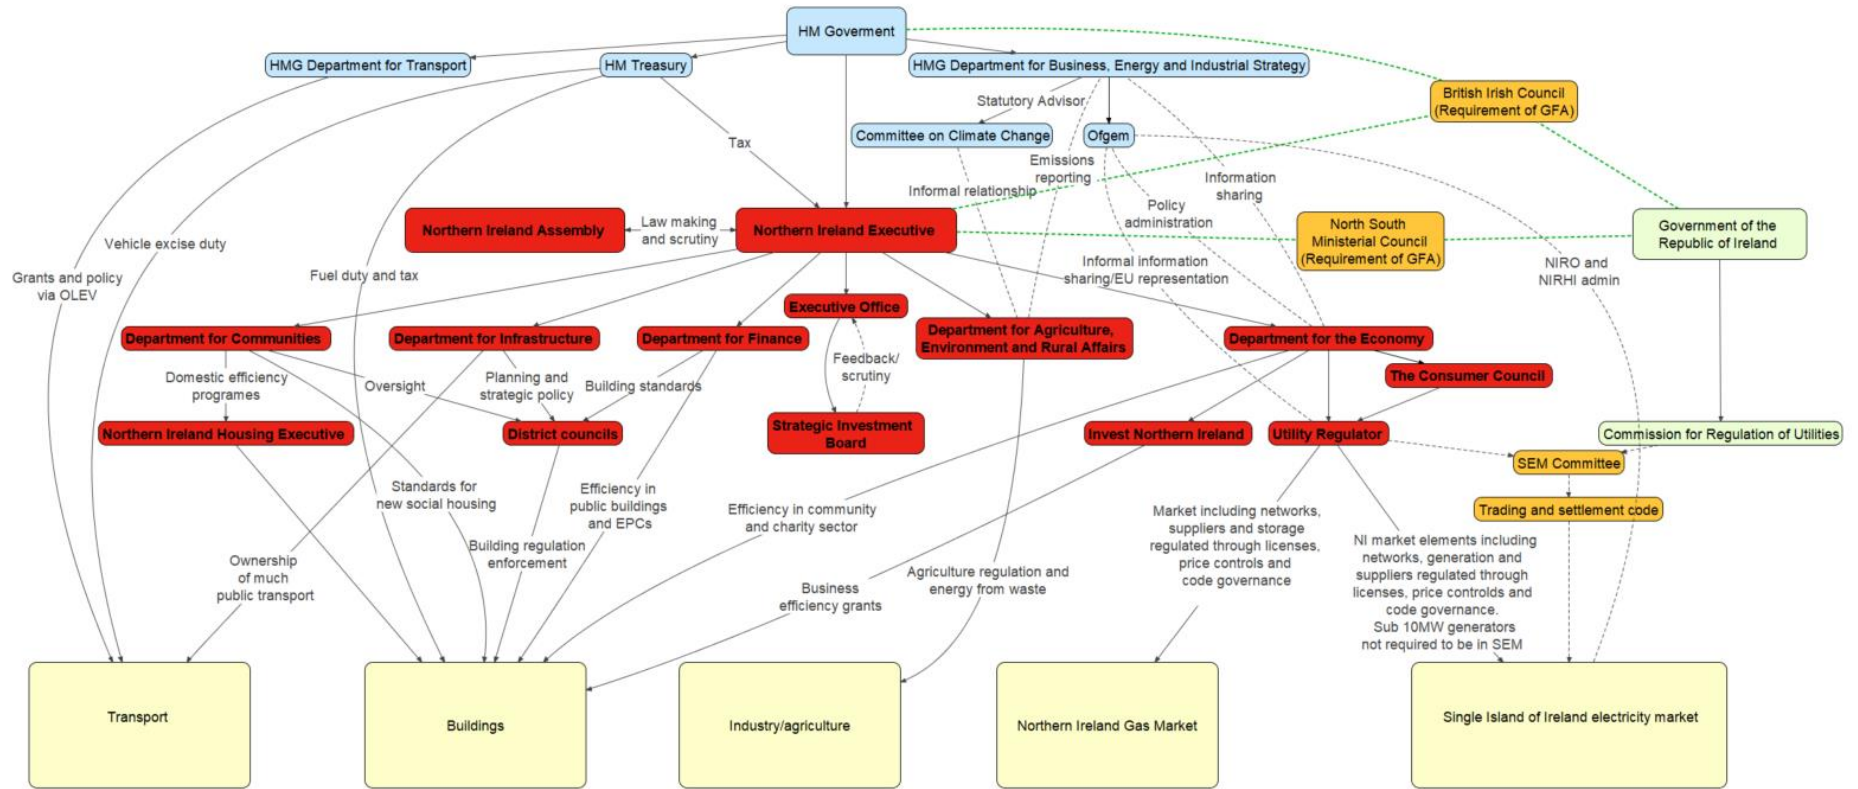 HM Goverment
HMG Department for Transport
HM Treasury
HMG Department for Business, Energy and Industrial Strategy
British Irish Council
(Requirement of GFA)
Statutory Advisor
Committee on Climate Change
Ofgem
Tax
Emissions
reporting
Informal relationship
Information
sharing
Policy
administration
Northern Ireland Assembly
Law making
and scrutiny
Northern Ireland Executive
North South
Ministerial Council
(Requirement of GFA)
Government of the
Republic of Ireland
Vehicle excise duty
Grants and policy
via OLEV
Fuel duty and tax
Informal information
sharing/EU representation
NIRO and
NIRHI admin
Executive Office
Department for Communities
Department for Infrastructure
Department for Finance
Department for Agriculture,
Environment and Rural Affairs
Department for the Economy
Feedback/
scrutiny
Domestic efficiency
programes
Oversight
Planning and
strategic policy
Building standards
The Consumer Council
Northern Ireland Housing Executive
District councils
Strategic Investment
Board
Invest Northern Ireland
Utility Regulator
Commission for Regulation of Utilities
SEM Committee
Trading and settlement code
Standards for
new social housing
Efficiency in
public buildings
and EPCs
Efficiency in community
and charity sector
Market including networks,
suppliers and storage
regulated through licenses,
price controls and
code governance
NI market elements including
networks, generation and
suppliers regulated through
licenses, price controlds and
code governance.
Sub 10MW generators
not required to be in SEM
Building regulation
enforcement
Ownership
of much
public transport
Business
efficiency grants
Agriculture regulation and
energy from waste
Transport
Buildings
Industry/agriculture
Northern Ireland Gas Market
Single Island of Ireland electricity market